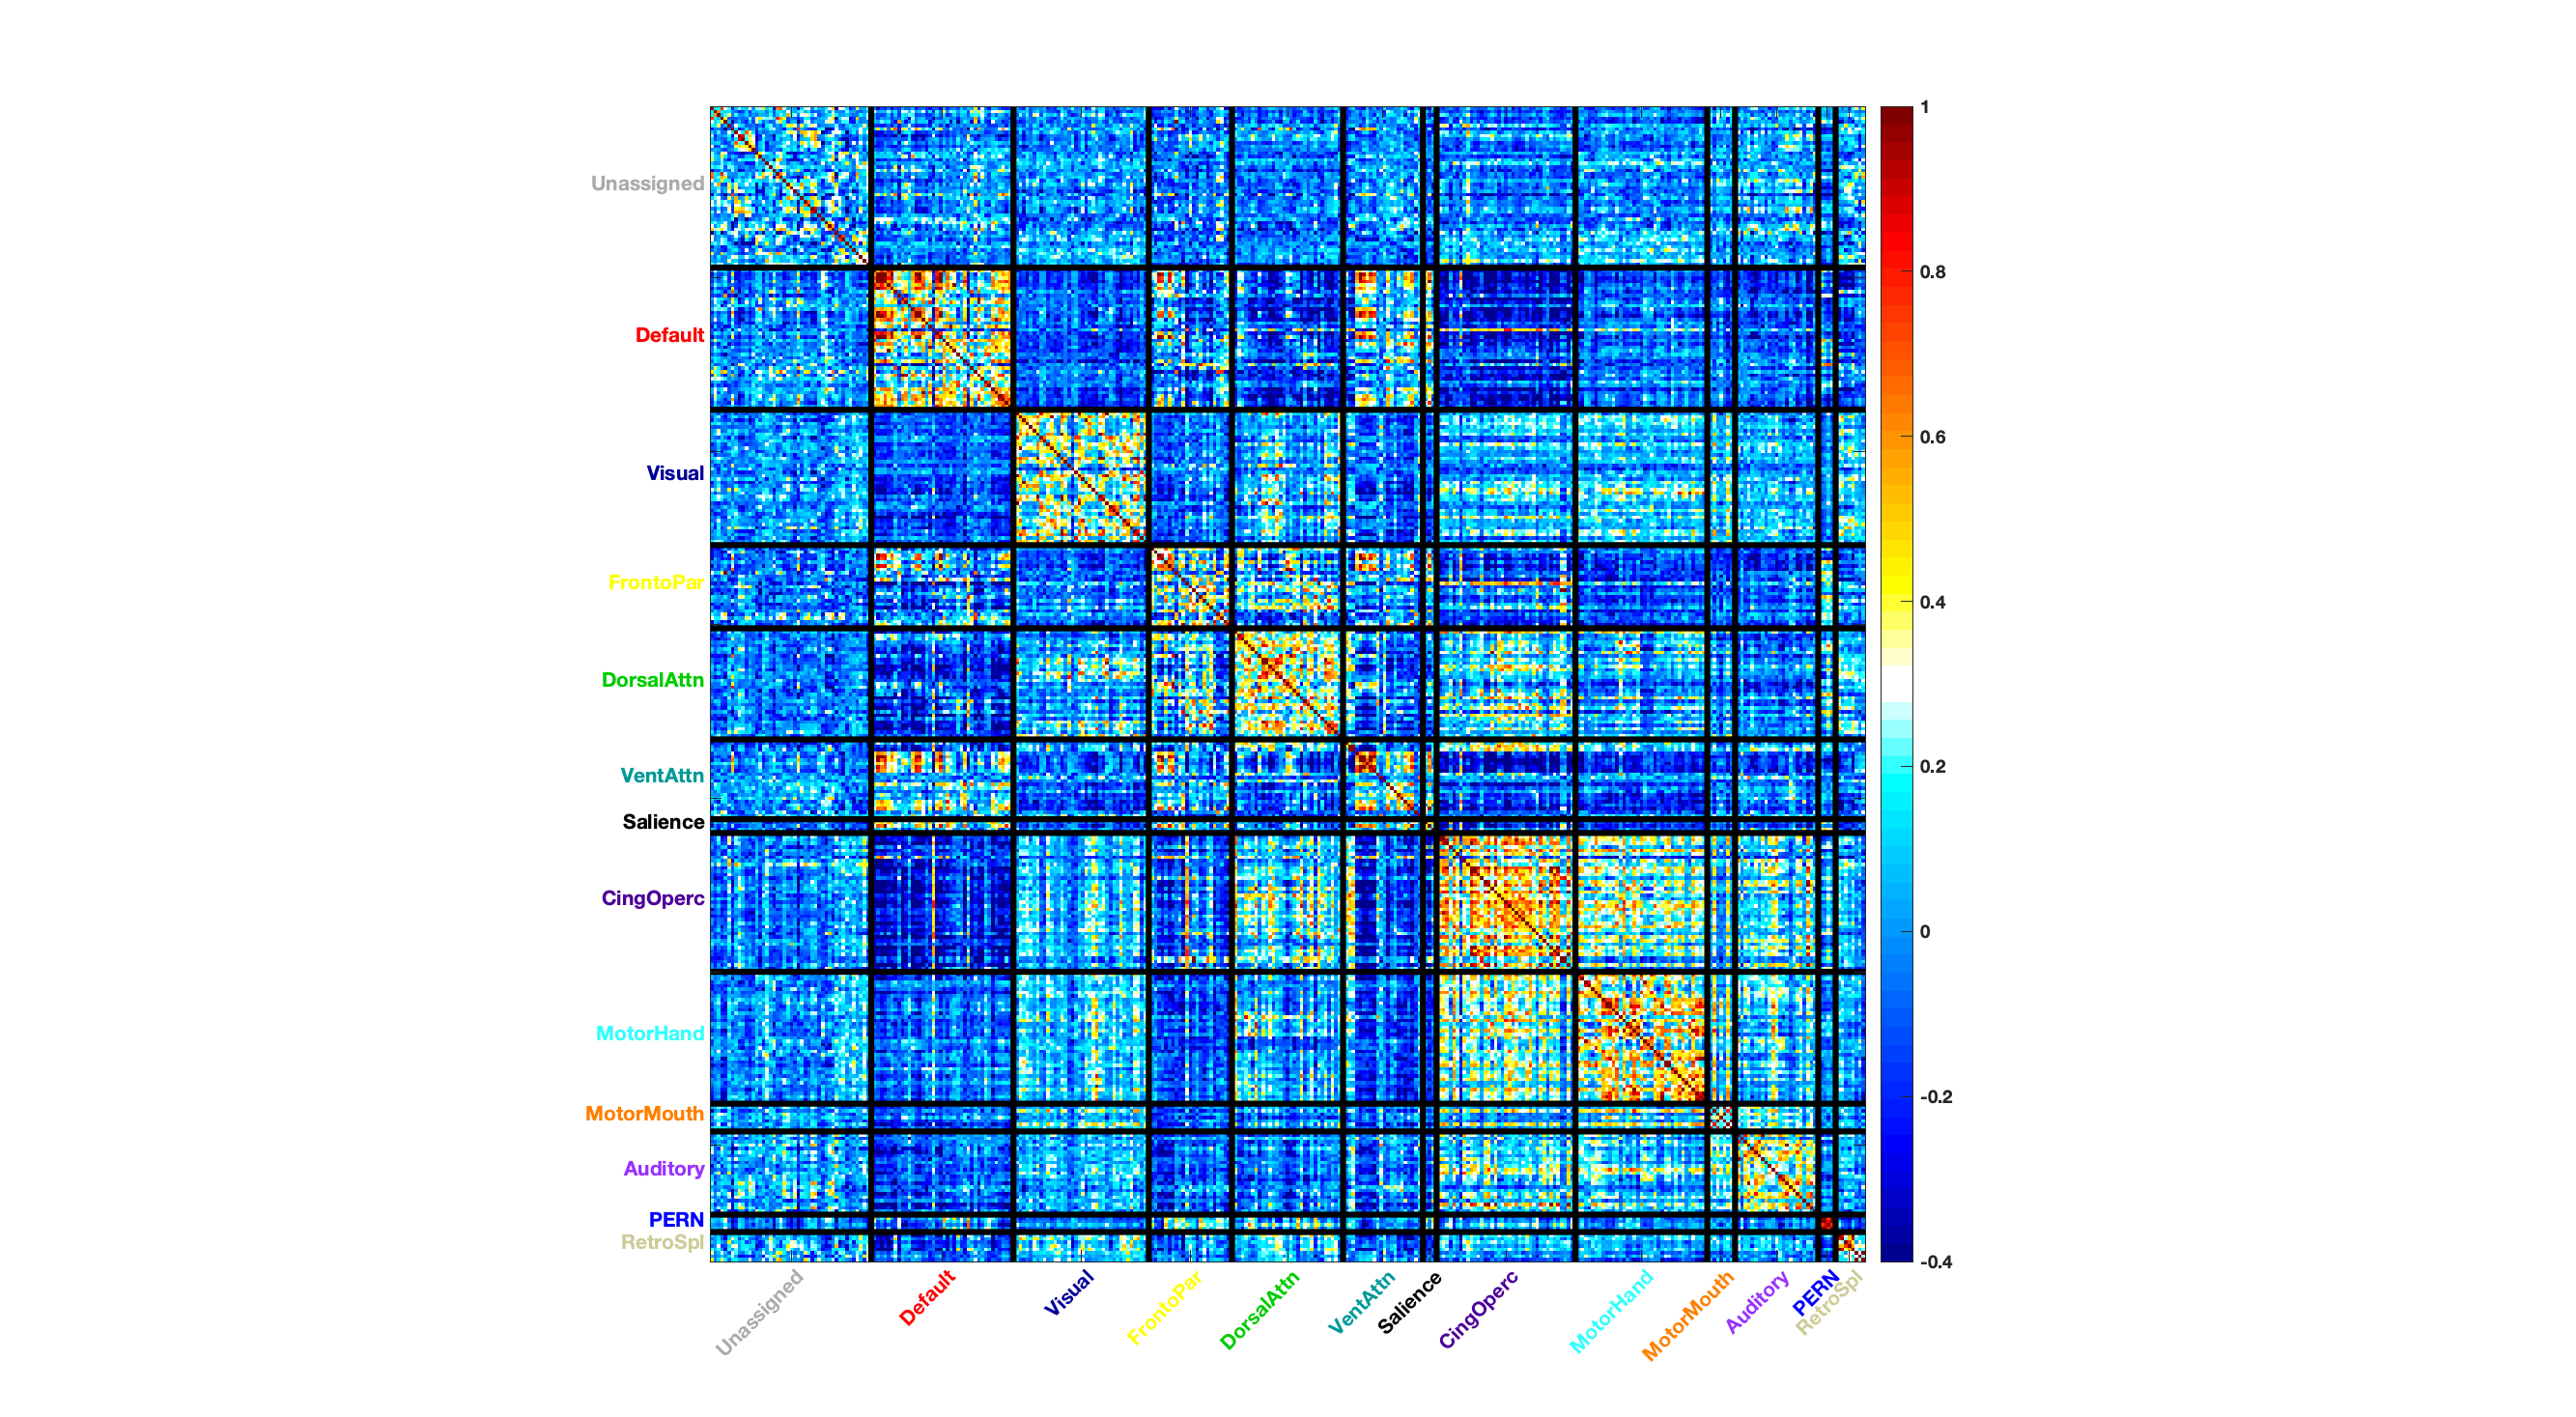 Unassigned
Default
Visual
FrontoPar
DorsalAttn
VentAttn
Salience
CingOperc
MotorHand
MotorMouth
Auditory
PERN
RetroSpl
Unassigned
Default
Visual
FrontoPar
DorsalAttn
VentAttn
Salience
CingOperc
MotorHand
MotorMouth
Auditory
PERN
RetroSpl
1
0.8
0.6
0.4
0.2
0
-0.2
-0.4